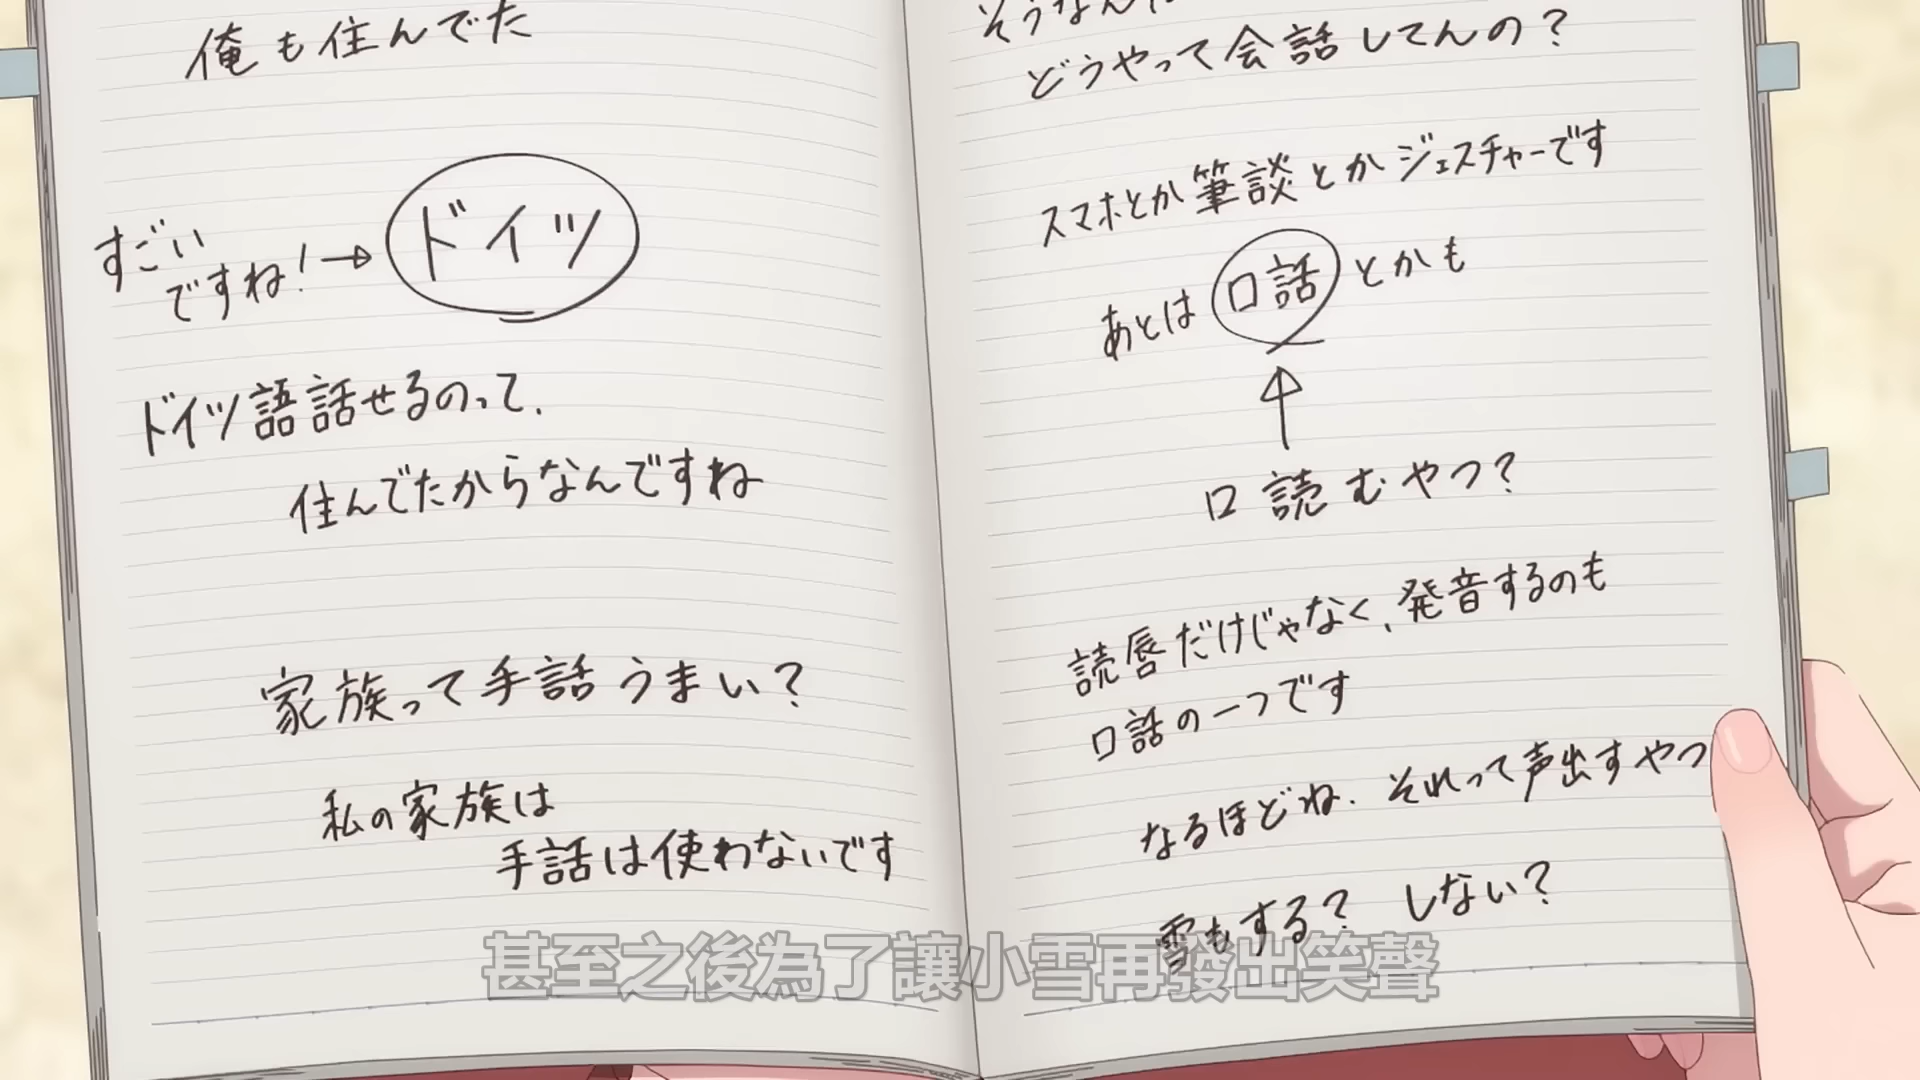 俺も住んでた
すごい
ですね!→
ドイツ
ドイツ語話せるのって、
住んでたからなんですね
家族って手話うまい?
私の家族は
手話は使わないです
どうやって会話してんの?
スマホとか筆談とかジェスチャーです
あとは口話とかも
↑
口読むやつ?
読唇だけじゃなく、発音するのも
口話の一つです
なるほどね、それって声出すやつ
雪もする? しない?
甚至之後為了讓小雪再發出笑聲